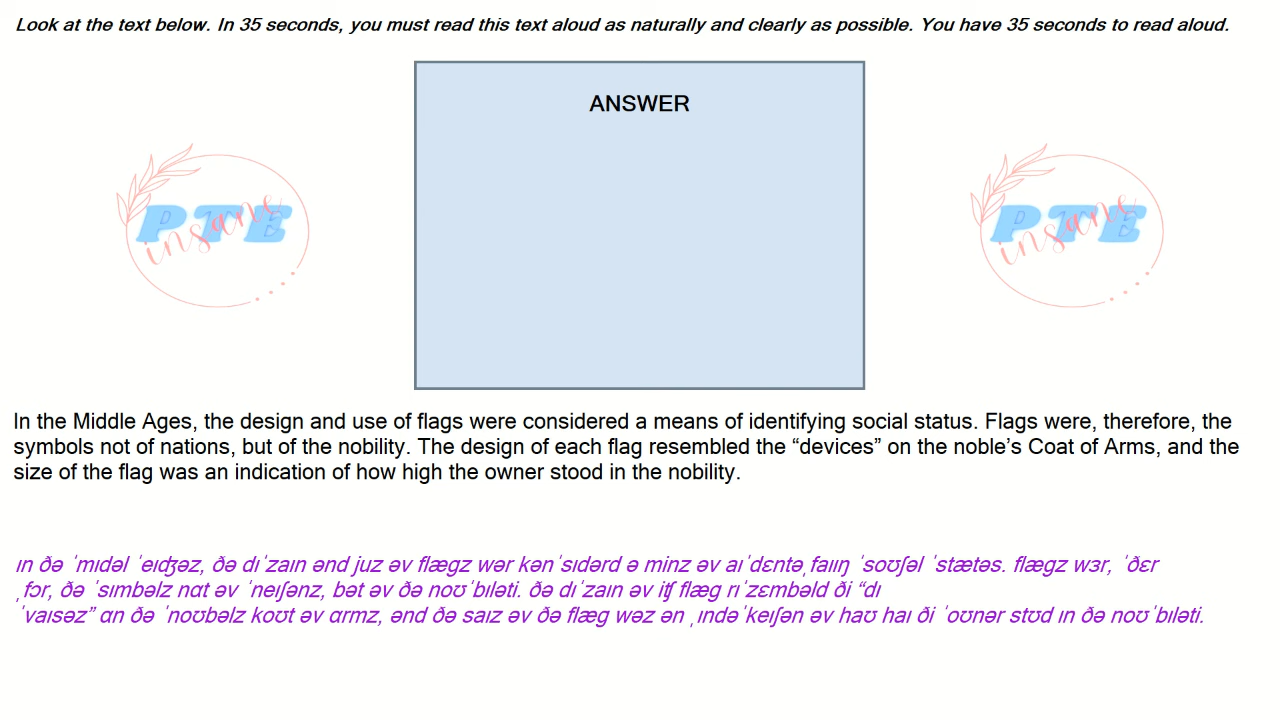 Look at the text below. In 35 seconds, you must read this text aloud as naturally and clearly as possible. You have 35 seconds to read aloud.
ANSWER
PTE
insane
PTE
insane
In the Middle Ages, the design and use of flags were considered a means of identifying social status. Flags were, therefore, the
symbols not of nations, but of the nobility. The design of each flag resembled the “devices” on the noble’s Coat of Arms, and the
size of the flag was an indication of how high the owner stood in the nobility.
ɪn ðə ˈmɪdəl ˈeɪʤəz, ðə dɪˈzaɪn ənd juz əv flægz wər kənˈsɪdərd ə minz əv aɪˈdɛntəˌfaɪɪŋ ˈsoʊʃəl ˈstætəs. flægz wɜr, ˈðɛr
ˌfɔr, ðə ˈsɪmbəlz nɑt əv ˈneɪʃənz, bət əv ðə noʊˈbɪləti. ðə dɪˈzaɪn əv iʧ flæg rɪˈzɛmbəld ði “dɪ
ˈvaɪsəz” ɑn ðə ˈnoʊbəlz koʊt əv ɑrmz, ənd ðə saɪz əv ðə flæg wəz ən ˌɪndəˈkeɪʃən əv haʊ haɪ ði ˈoʊnər stʊd ɪn ðə noʊˈbɪləti.